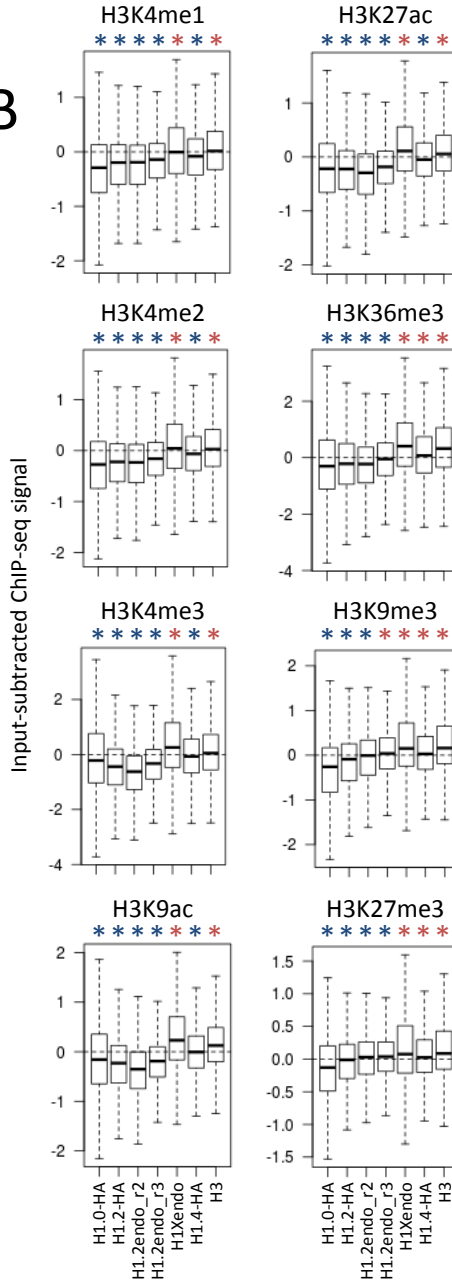 B
Input-subtracted ChIP-seq signal
H3K4me1
* * * * * * *
1
0
-1
-2
H3K27ac
* * * * * * *
1
0
-1
-2
H3K4me2
* * * * * * *
1
0
-1
-2
H3K36me3
* * * * * * *
2
0
-2
-4
H3K4me3
* * * * * * *
2
0
-2
-4
H3K9me3
* * * * * * *
2
1
0
-1
-2
H3K9ac
* * * * * * *
2
1
0
-1
-2
H3K27me3
* * * * * * *
1.5
1.0
0.5
0.0
-0.5
-1.0
-1.5
H1.0-HA
H1.2-HA
H1.2endo_r2
H1.2endo_r3
H1Xendo
H1.4-HA
H3
H1.0-HA
H1.2-HA
H1.2endo_r2
H1.2endo_r3
H1Xendo
H1.4-HA
H3